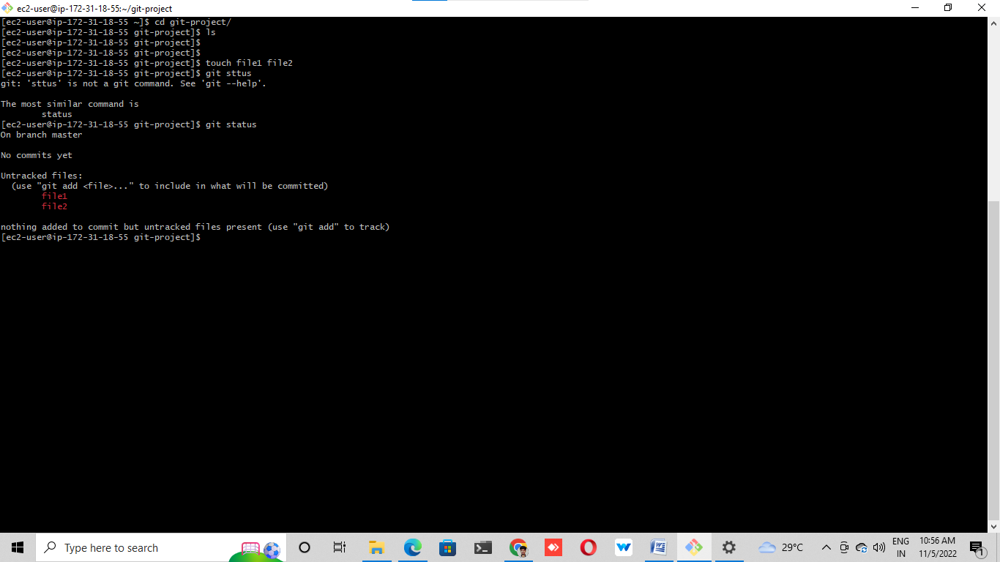 ec2-user@ip-172-31-18-55:~/git-project
[ec2-user@ip-172-31-18-55 ~]$ cd git-project/
[ec2-user@ip-172-31-18-55 git-project]$ ls
[ec2-user@ip-172-31-18-55 git-project]$
[ec2-user@ip-172-31-18-55 git-project]$
[ec2-user@ip-172-31-18-55 git-project]$ touch file1 file2
[ec2-user@ip-172-31-18-55 git-project]$ git sttus
git: 'sttus' is not a git command. See 'git --help'.
The most similar command is
status
[ec2-user@ip-172-31-18-55 git-project]$ git status
On branch master
No commits yet
Untracked files:
(use "git add <file>..." to include in what will be committed)
file1
file2
nothing added to commit but untracked files present (use "git add" to track)
[ec2-user@ip-172-31-18-55 git-project]$
Type here to search
29°C
ENG
IN
10:56 AM
11/5/2022
1